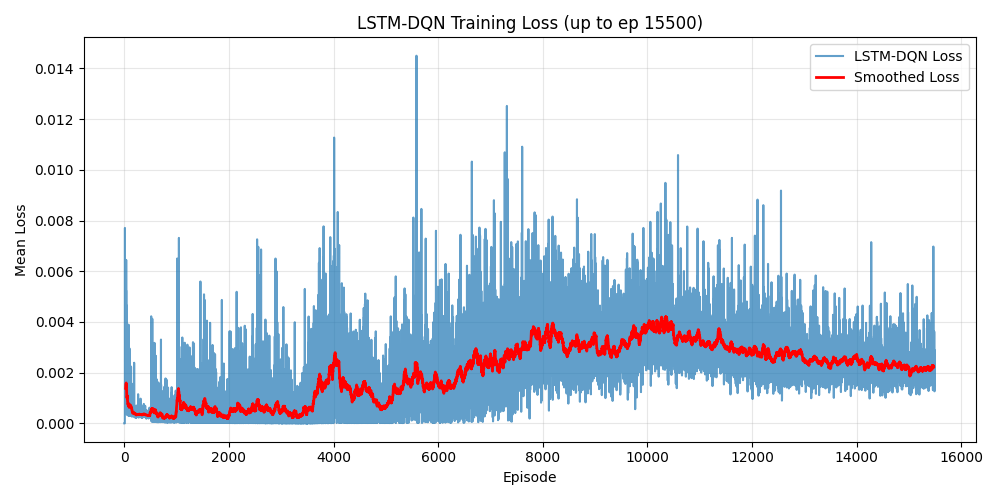 LSTM-DQN Training Loss (up to ep 15500)
LSTM-DQN Loss
Smoothed Loss
Mean Loss
0.014
0.012
0.010
0.008
0.006
0.004
0.002
0.000
0 2000 4000 6000 8000 10000 12000 14000 16000
Episode